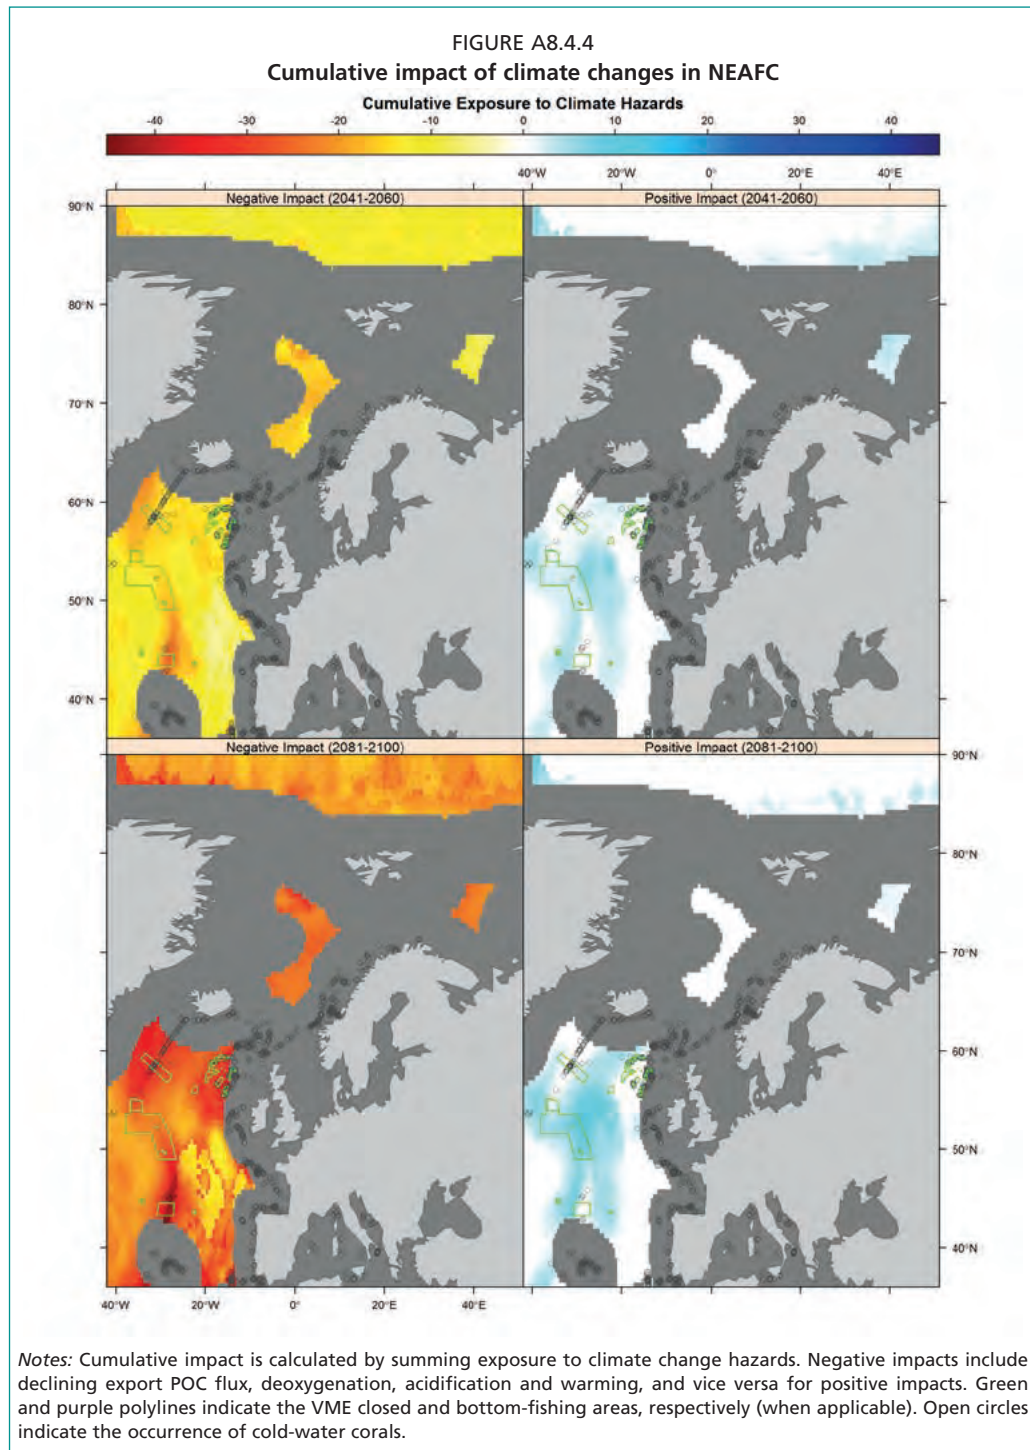 FIGURE A8.4.4
Cumulative impact of climate changes in NEAFC
Cumulative Exposure to Climate Hazards
-40 -30 -20 -10 0 10 20 30 40
40°W 20°W 0° 20°E 40°E
Negative Impact (2041-2060) Positive Impact (2041-2060)
90°N
80°N
70°N
60°N
50°N
40°N
Negative Impact (2081-2100) Positive Impact (2081-2100)
90°N
80°N
70°N
60°N
50°N
40°N
40°W 20°W 0° 20°E 40°E
Notes: Cumulative impact is calculated by summing exposure to climate change hazards. Negative impacts include
declining export POC flux, deoxygenation, acidification and warming, and vice versa for positive impacts. Green
and purple polylines indicate the VME closed and bottom-fishing areas, respectively (when applicable). Open circles
indicate the occurrence of cold-water corals.